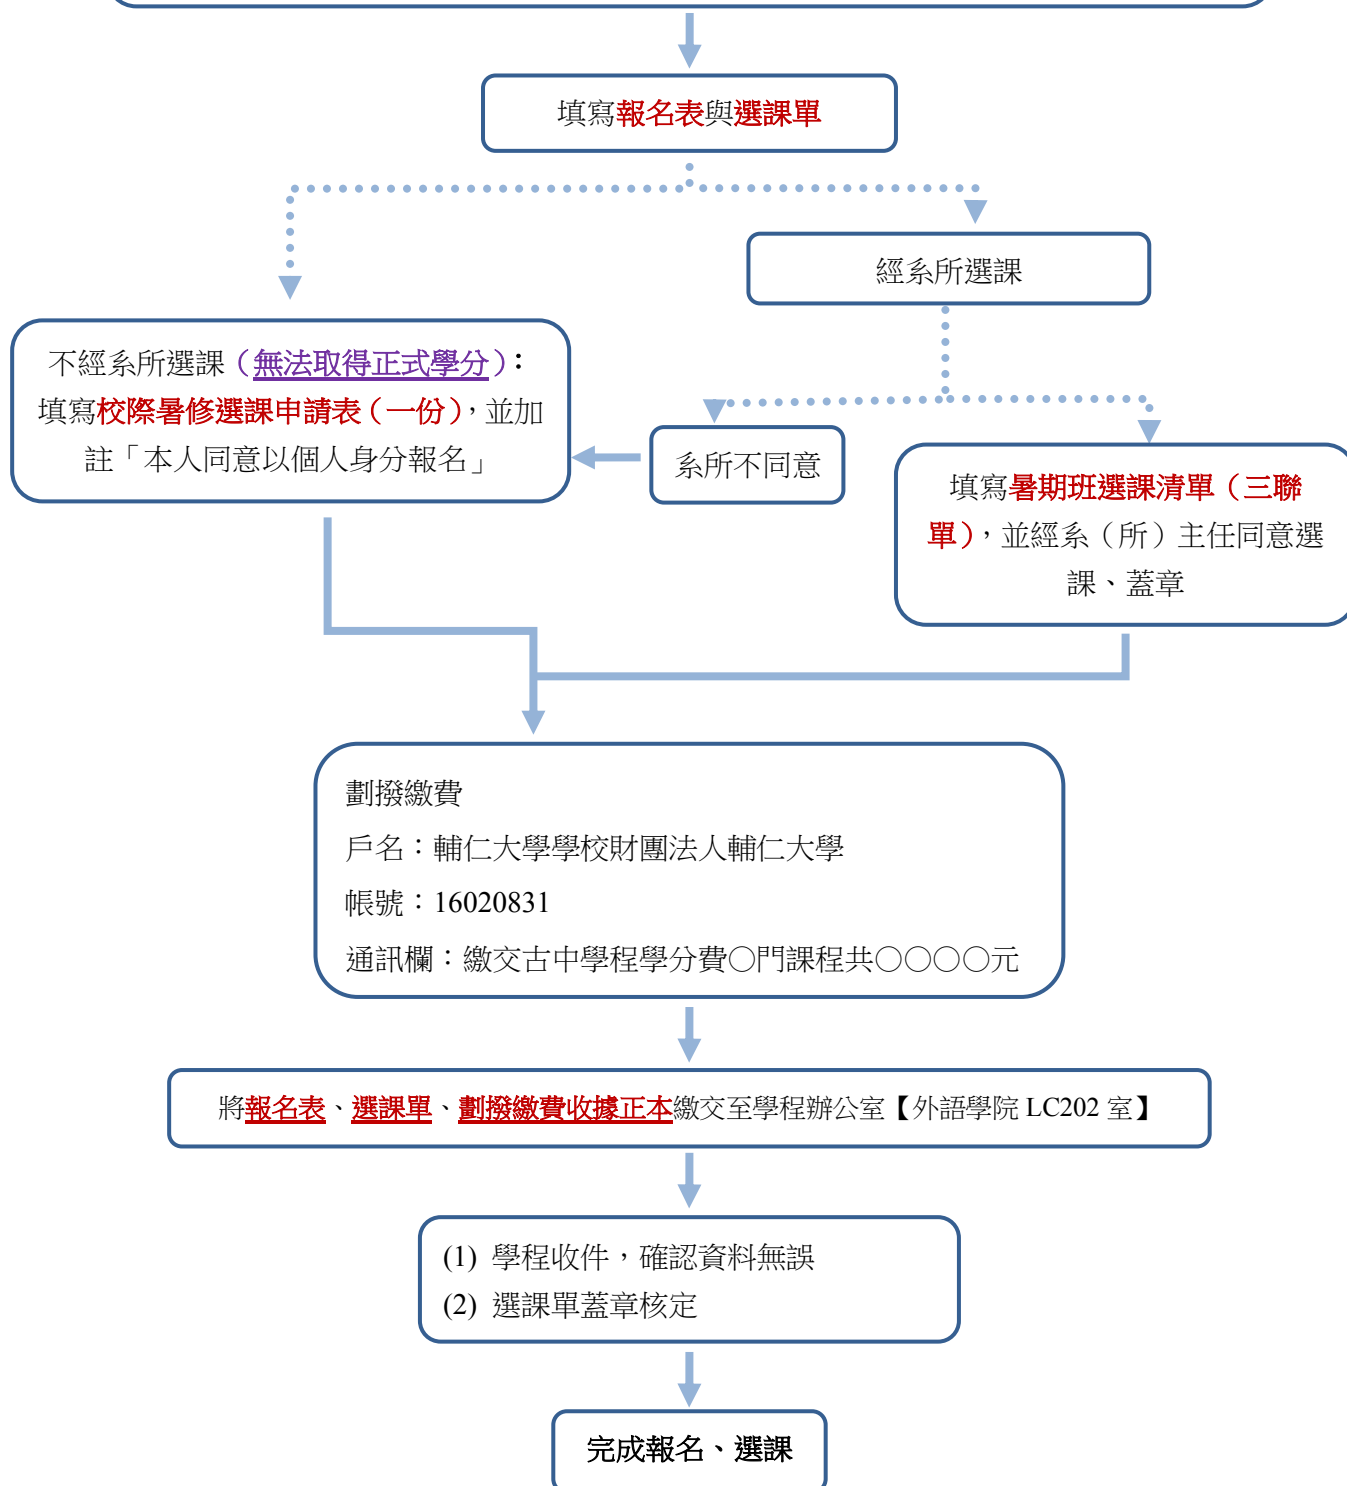 填寫報名表與選課單
經系所選課
不經系所選課（無法取得正式學分）：
填寫校際暑修選課申請表（一份），並加
註「本人同意以個人身分報名」
系所不同意
填寫暑期班選課清單（三聯
單），並經系（所）主任同意選
課、蓋章
劃撥繳費
戶名：輔仁大學學校財團法人輔仁大學
帳號：16020831
通訊欄：繳交古中學程學分費○門課程共○○○○元
將報名表、選課單、劃撥繳費收據正本繳交至學程辦公室【外語學院 LC202 室】
(1) 學程收件，確認資料無誤
(2) 選課單蓋章核定
完成報名、選課